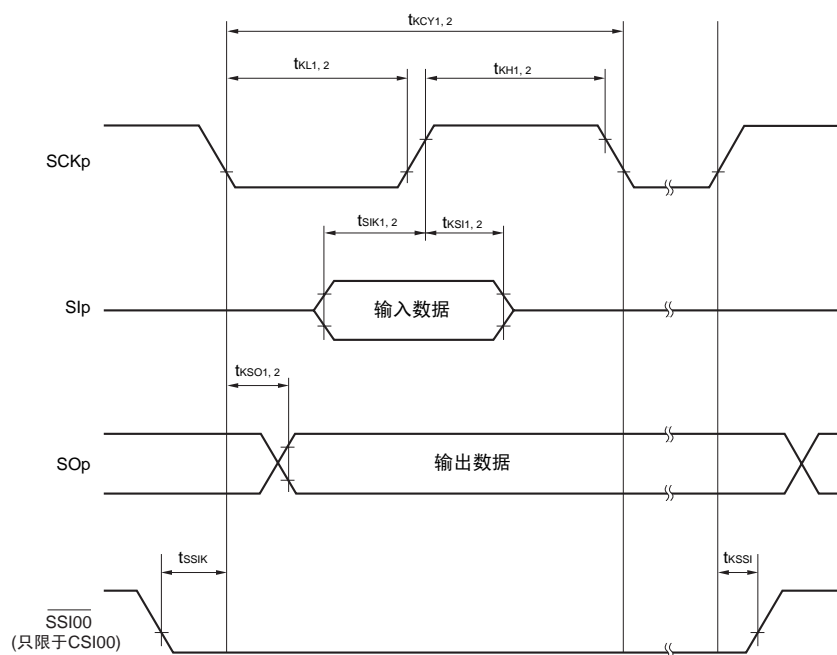 tKCY1, 2
tKL1, 2
tKH1, 2
SCKp
tSIK1, 2
tKSI1, 2
SIp
输入数据
tKSO1, 2
SOp
输出数据
tSSIK
tKSSI
SSI00
(只限于CSI00)